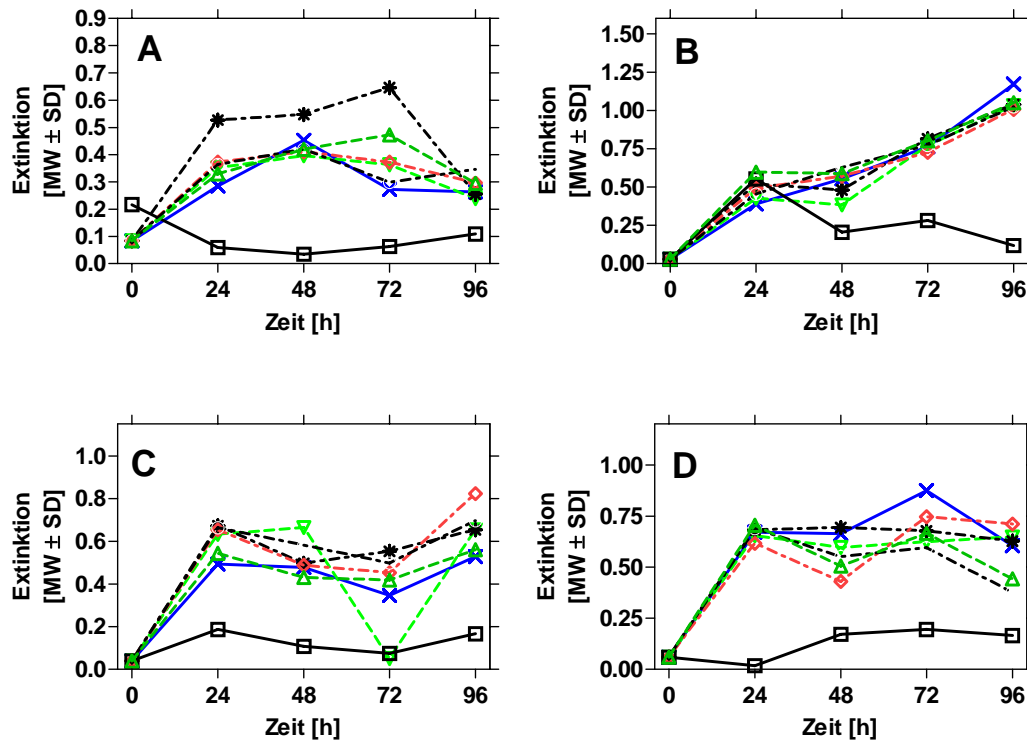 A
Extinktion
[MW ± SD]
0.9
0.8
0.7
0.6
0.5
0.4
0.3
0.2
0.1
0.0
0 24 48 72 96
Zeit [h]
B
Extinktion
[MW ± SD]
1.50
1.25
1.00
0.75
0.50
0.25
0.00
0 24 48 72 96
Zeit [h]
C
Extinktion
[MW ± SD]
1.0
0.8
0.6
0.4
0.2
0.0
0 24 48 72 96
Zeit [h]
D
Extinktion
[MW ± SD]
1.00
0.75
0.50
0.25
0.00
0 24 48 72 96
Zeit [h]